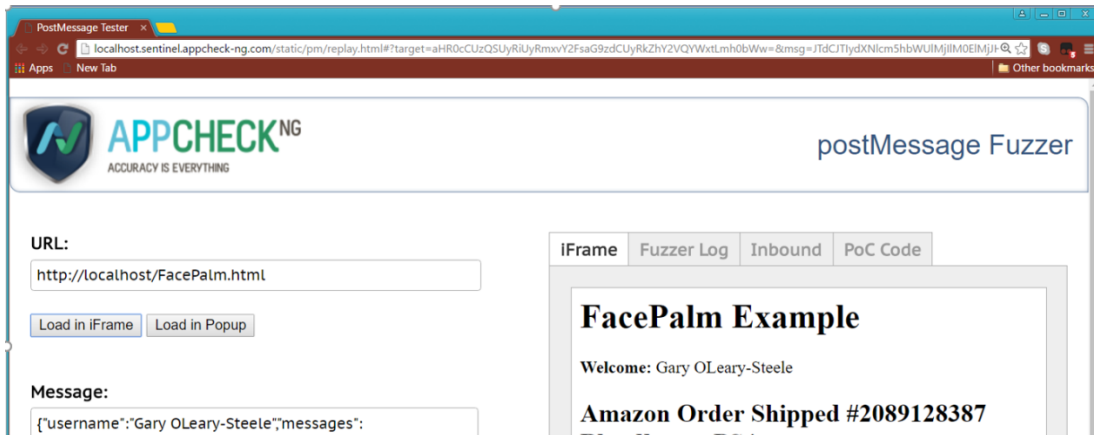 PostMessage Tester
localhost.sentinel.appcheck-ng.com/static/pm/replay.html#?target=aHR0cCUzQSUyRiUyRmxvY2FsaG9zdCUyRkZhY2VQYWxtLmh0bWw=&msg=JTdCJTIydXNlcm5hbWUlMjIlM0ElMjJH
Apps New Tab Other bookmarks
APPCHECK NG
ACCURACY IS EVERYTHING
postMessage Fuzzer
URL:
http://localhost/FacePalm.html
Load in iFrame Load in Popup
Message:
{"username":"Gary OLeary-Steele","messages":
iFrame Fuzzer Log Inbound PoC Code
FacePalm Example
Welcome: Gary OLeary-Steele
Amazon Order Shipped #2089128387